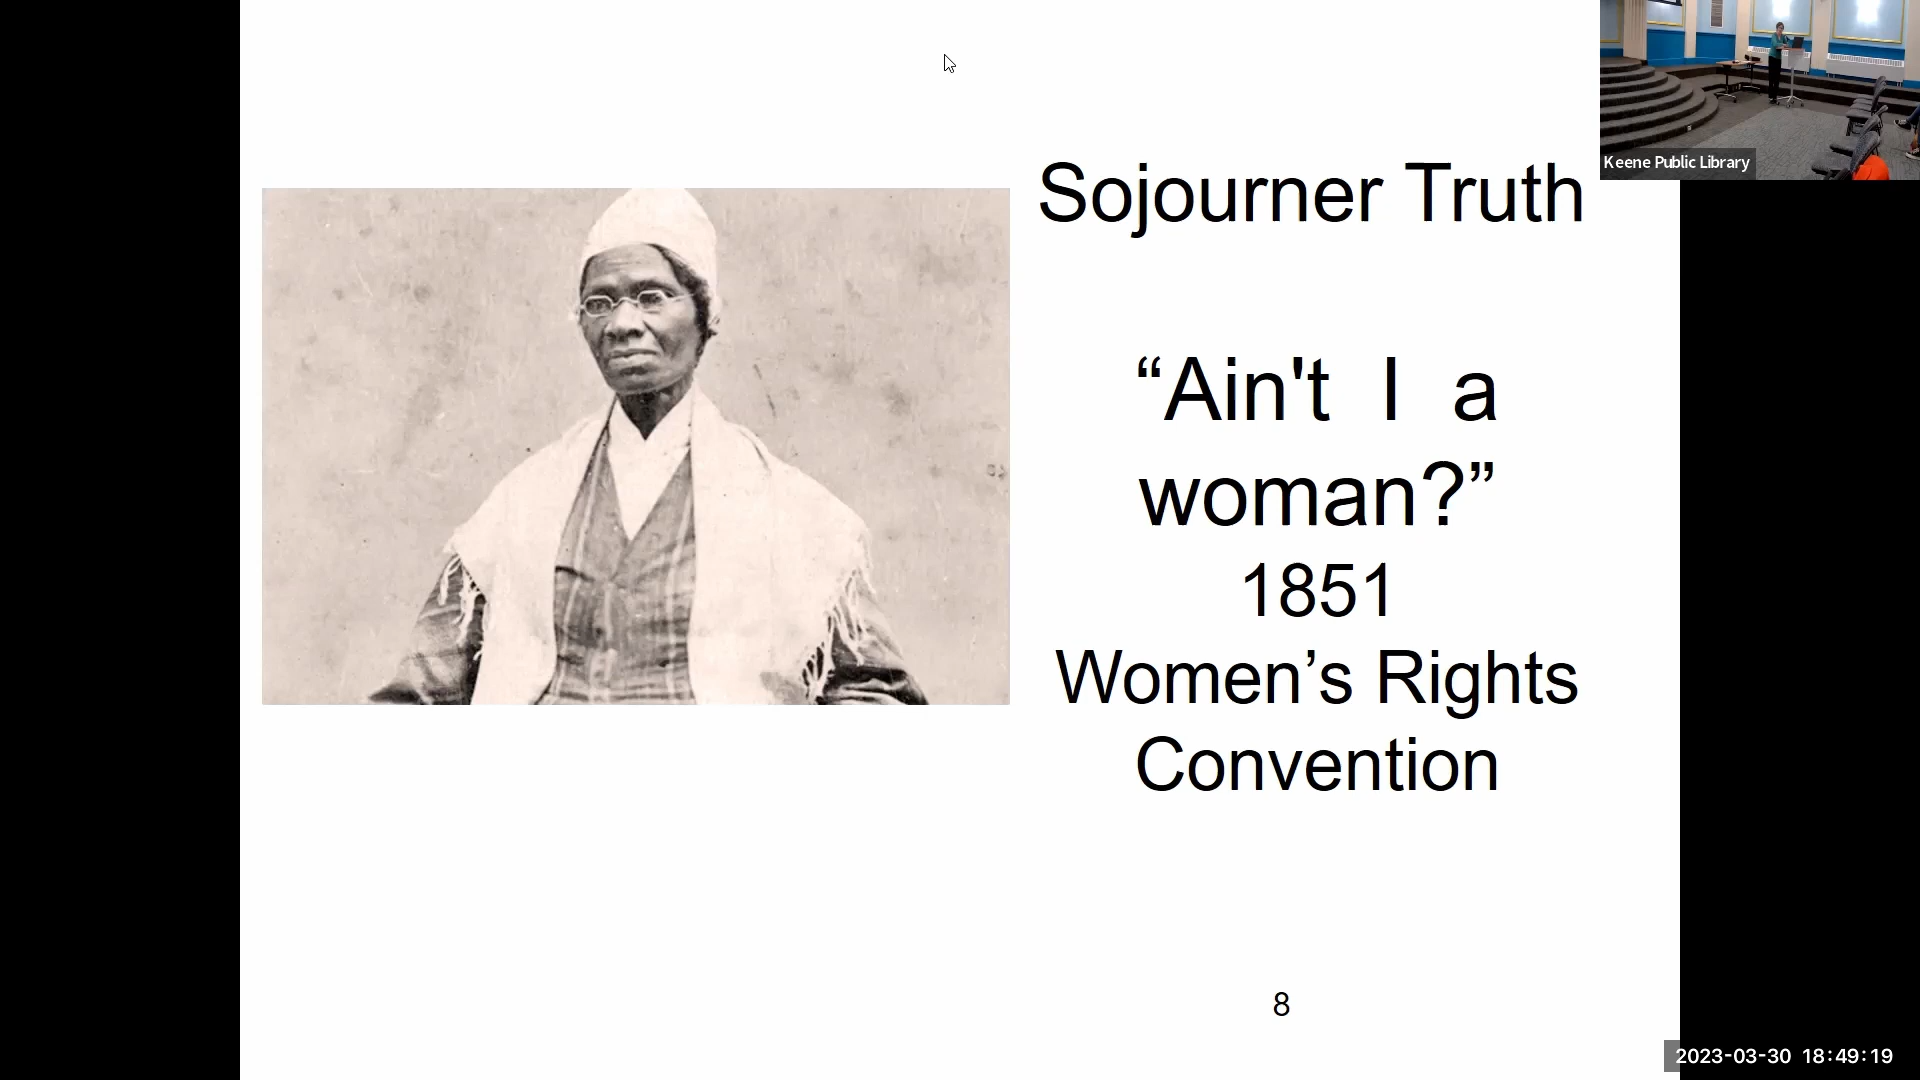 Keene Public Library
Sojourner Truth
“Ain't I a
woman?”
1851
Women’s Rights
Convention
8
2023-03-30 18:49:19